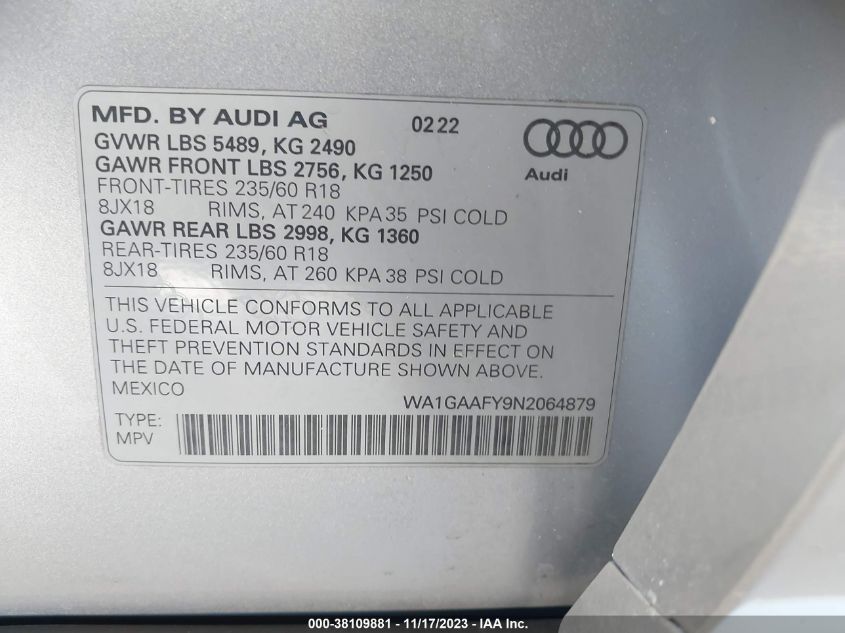 MFD. BY AUDI AG 0222
GVWR LBS 5489, KG 2490
GAWR FRONT LBS 2756, KG 1250
Audi
FRONT-TIRES 235/60 R18
8JX18 RIMS, AT 240 KPA 35 PSI COLD
GAWR REAR LBS 2998, KG 1360
REAR-TIRES 235/60 R18
8JX18 RIMS, AT 260 KPA 38 PSI COLD
THIS VEHICLE CONFORMS TO ALL APPLICABLE
U.S. FEDERAL MOTOR VEHICLE SAFETY AND
THEFT PREVENTION STANDARDS IN EFFECT ON
THE DATE OF MANUFACTURE SHOWN ABOVE.
MEXICO
WA1GAAFY9N2064879
TYPE:
MPV
000-38109881 - 11/17/2023 - IAA Inc.